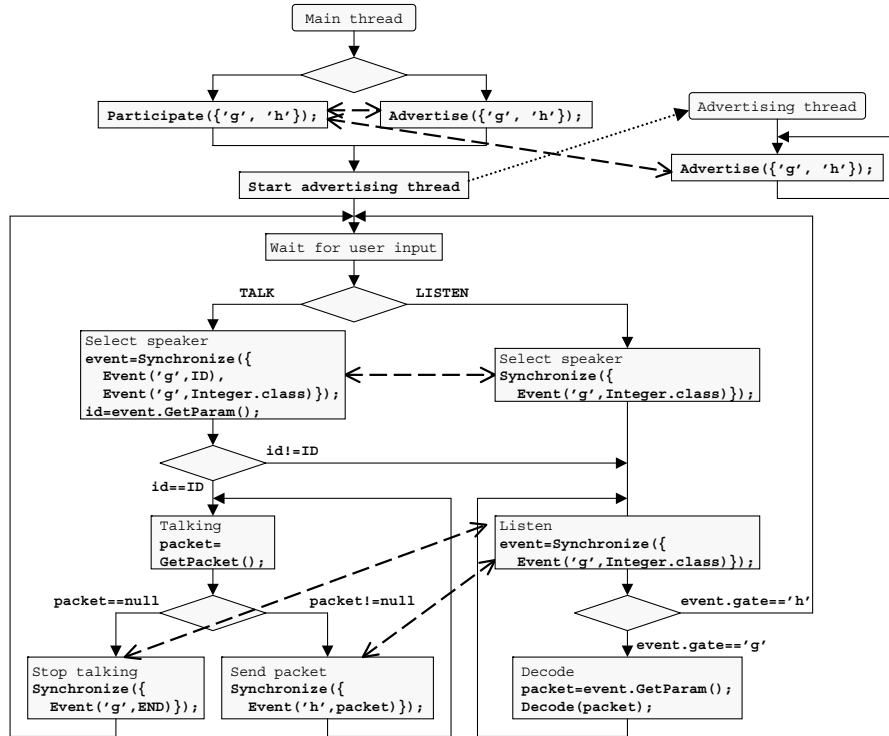 Main thread
Participate({'g', 'h'});
Advertise({'g', 'h'});
Advertising thread
Advertise({'g', 'h'});
Start advertising thread
Wait for user input
TALK
LISTEN
Select speaker
event=Synchronize({
Event('g',ID),
Event('g',Integer.class)});
id=event.GetParam();
Select speaker
Synchronize({
Event('g',Integer.class)});
id!=ID
id==ID
Talking
packet=
GetPacket();
Listen
event=Synchronize({
Event('g',Integer.class)});
packet==null
packet!=null
event.gate=='h'
event.gate=='g'
Stop talking
Synchronize({
Event('g',END)});
Send packet
Synchronize({
Event('h',packet)});
Decode
packet=event.GetParam();
Decode(packet);